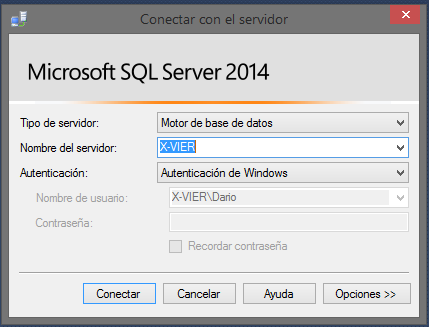 Conectar con el servidor
Microsoft SQL Server 2014
Tipo de servidor: Motor de base de datos
Nombre del servidor: X-VIER
Autenticación: Autenticación de Windows
Nombre de usuario: X-VIER\Dario
Contraseña:
Recordar contraseña
Conectar Cancelar Ayuda Opciones >>